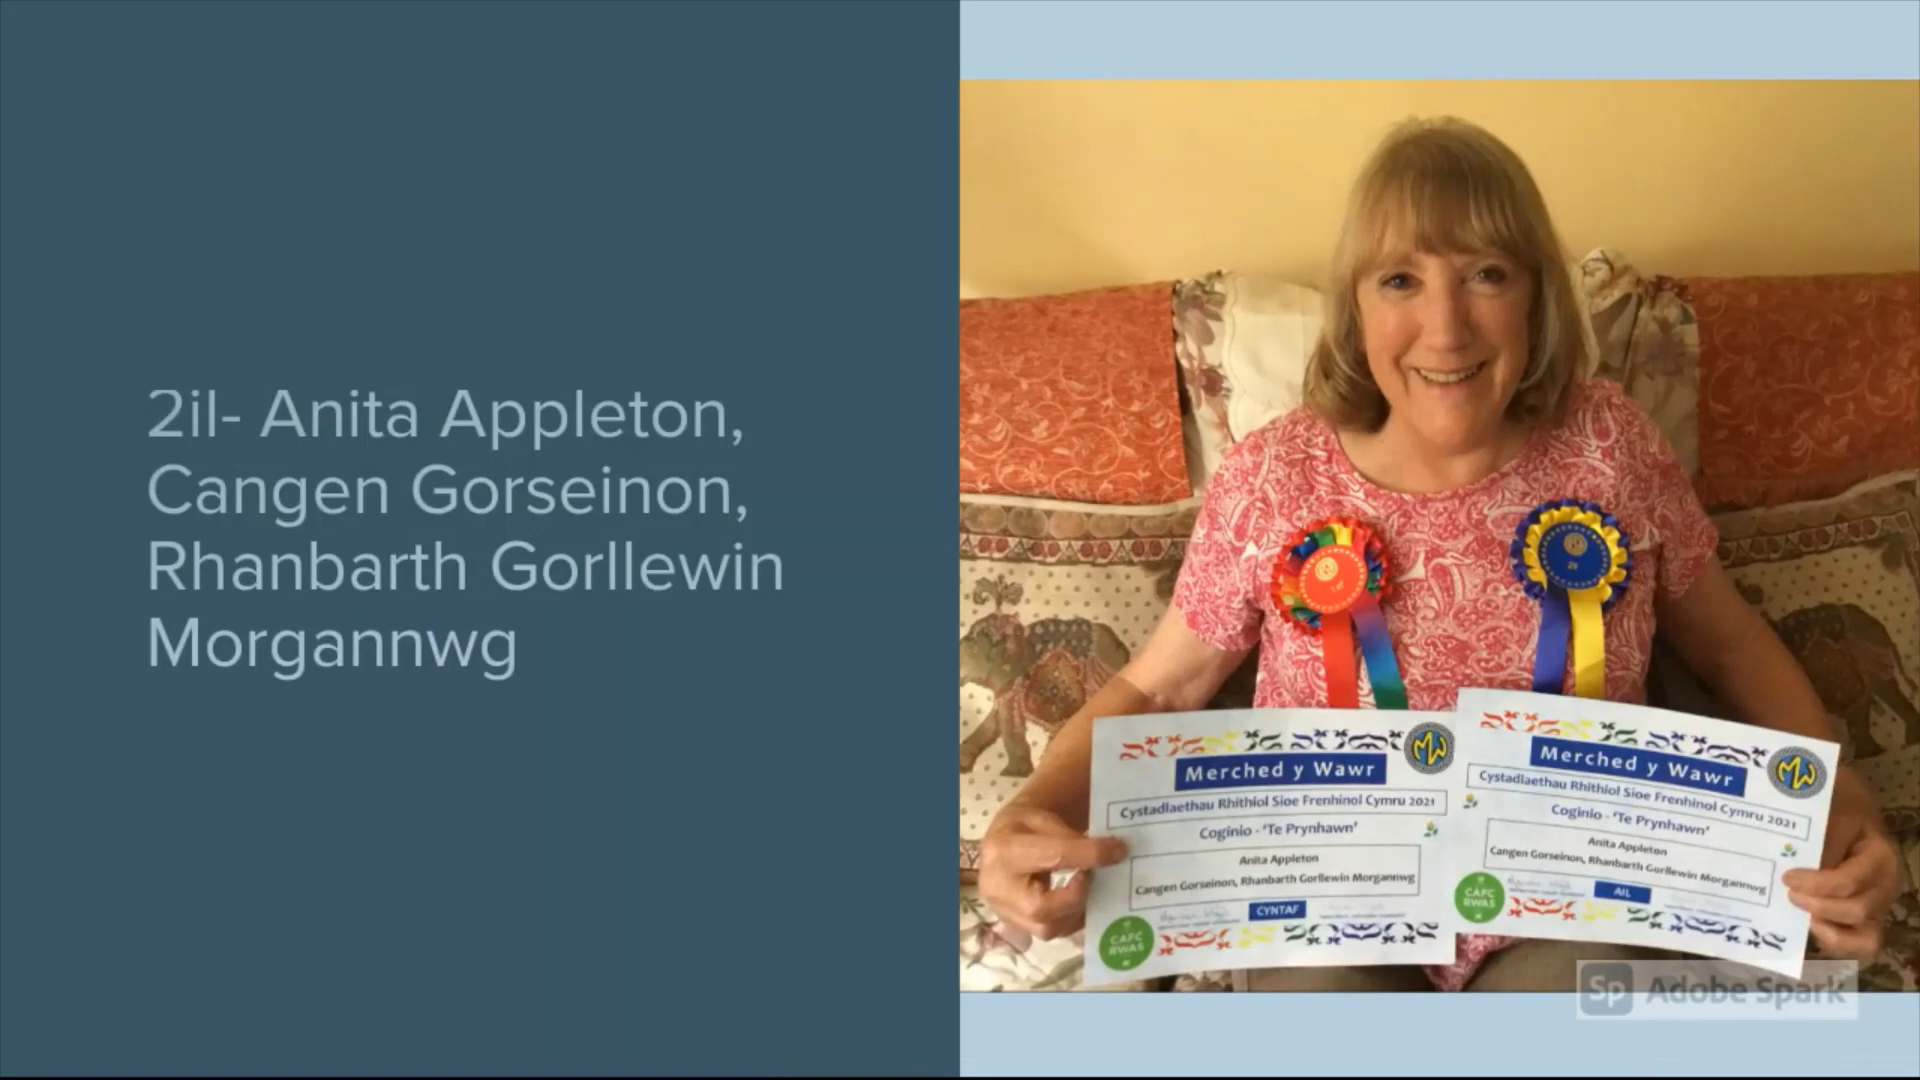 2il- Anita Appleton,
Cangen Gorseinon,
Rhanbarth Gorllewin
Morgannwg
MW
Merched y Wawr
Cystadlaethau Rhithiol Sioe Frenhinol Cymru 2021
Coginio - 'Te Prynhawn'
Anita Appleton
Cangen Gorseinon, Rhanbarth Gorllewin Morgannwg
CYNTAF
CAFC
RWAS
MW
Merched y Wawr
Cystadlaethau Rhithiol Sioe Frenhinol Cymru 2021
Coginio - 'Te Prynhawn'
Anita Appleton
Cangen Gorseinon, Rhanbarth Gorllewin Morgannwg
AIL
CAFC
RWAS
Sp Adobe Spark